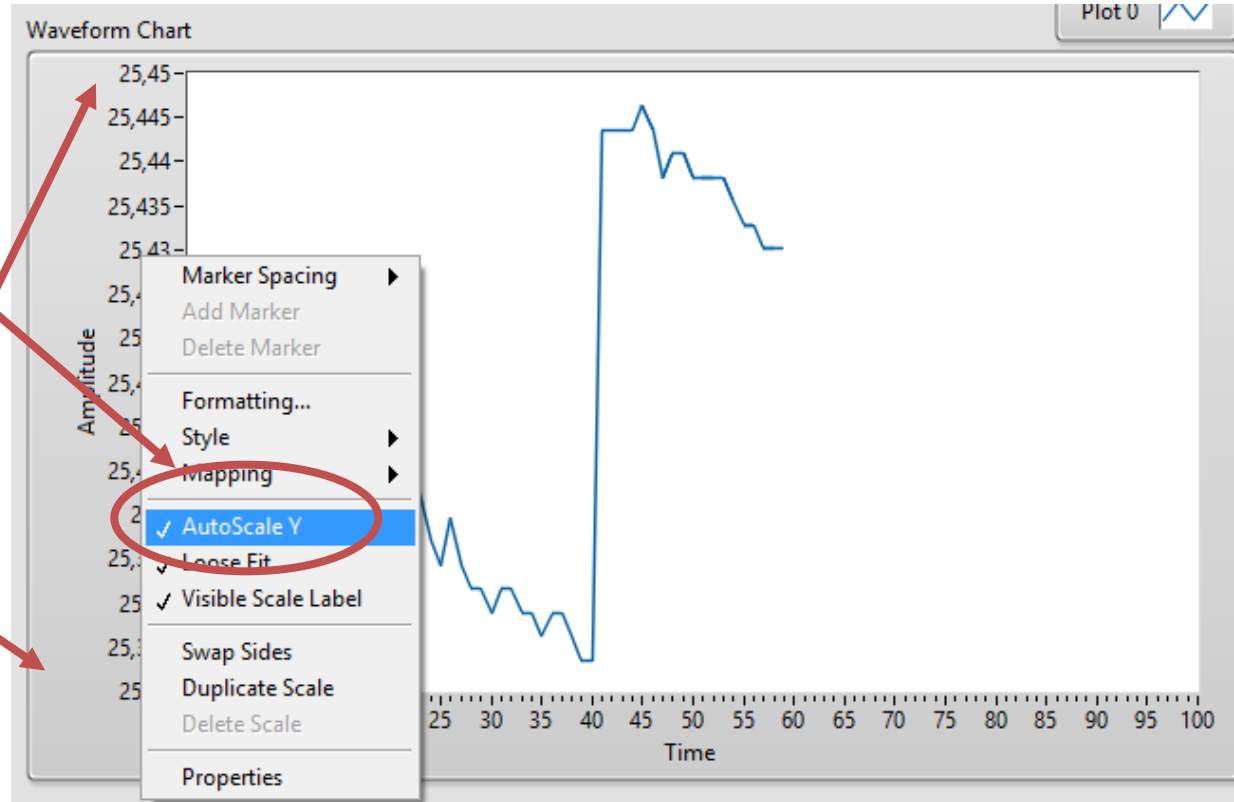 Plot 0
Waveform Chart
25,45
25,445
25,44
25,435
25,43
Amplitude
Marker Spacing
Add Marker
Delete Marker
Formatting...
Style
Mapping
AutoScale Y
Loose Fit
Visible Scale Label
Swap Sides
Duplicate Scale
Delete Scale
Properties
25 30 35 40 45 50 55 60 65 70 75 80 85 90 95 100
Time